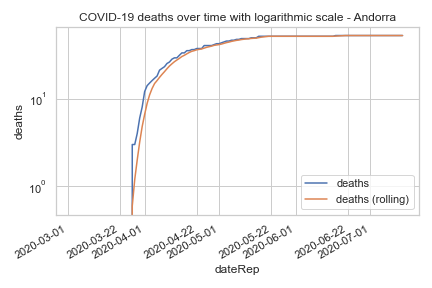 COVID-19 deaths over time with logarithmic scale - Andorra
deaths
10¹
10⁰
deaths
deaths (rolling)
2020-03-01
2020-03-22
2020-04-01
2020-04-22
2020-05-01
2020-05-22
2020-06-01
2020-06-22
2020-07-01
dateRep